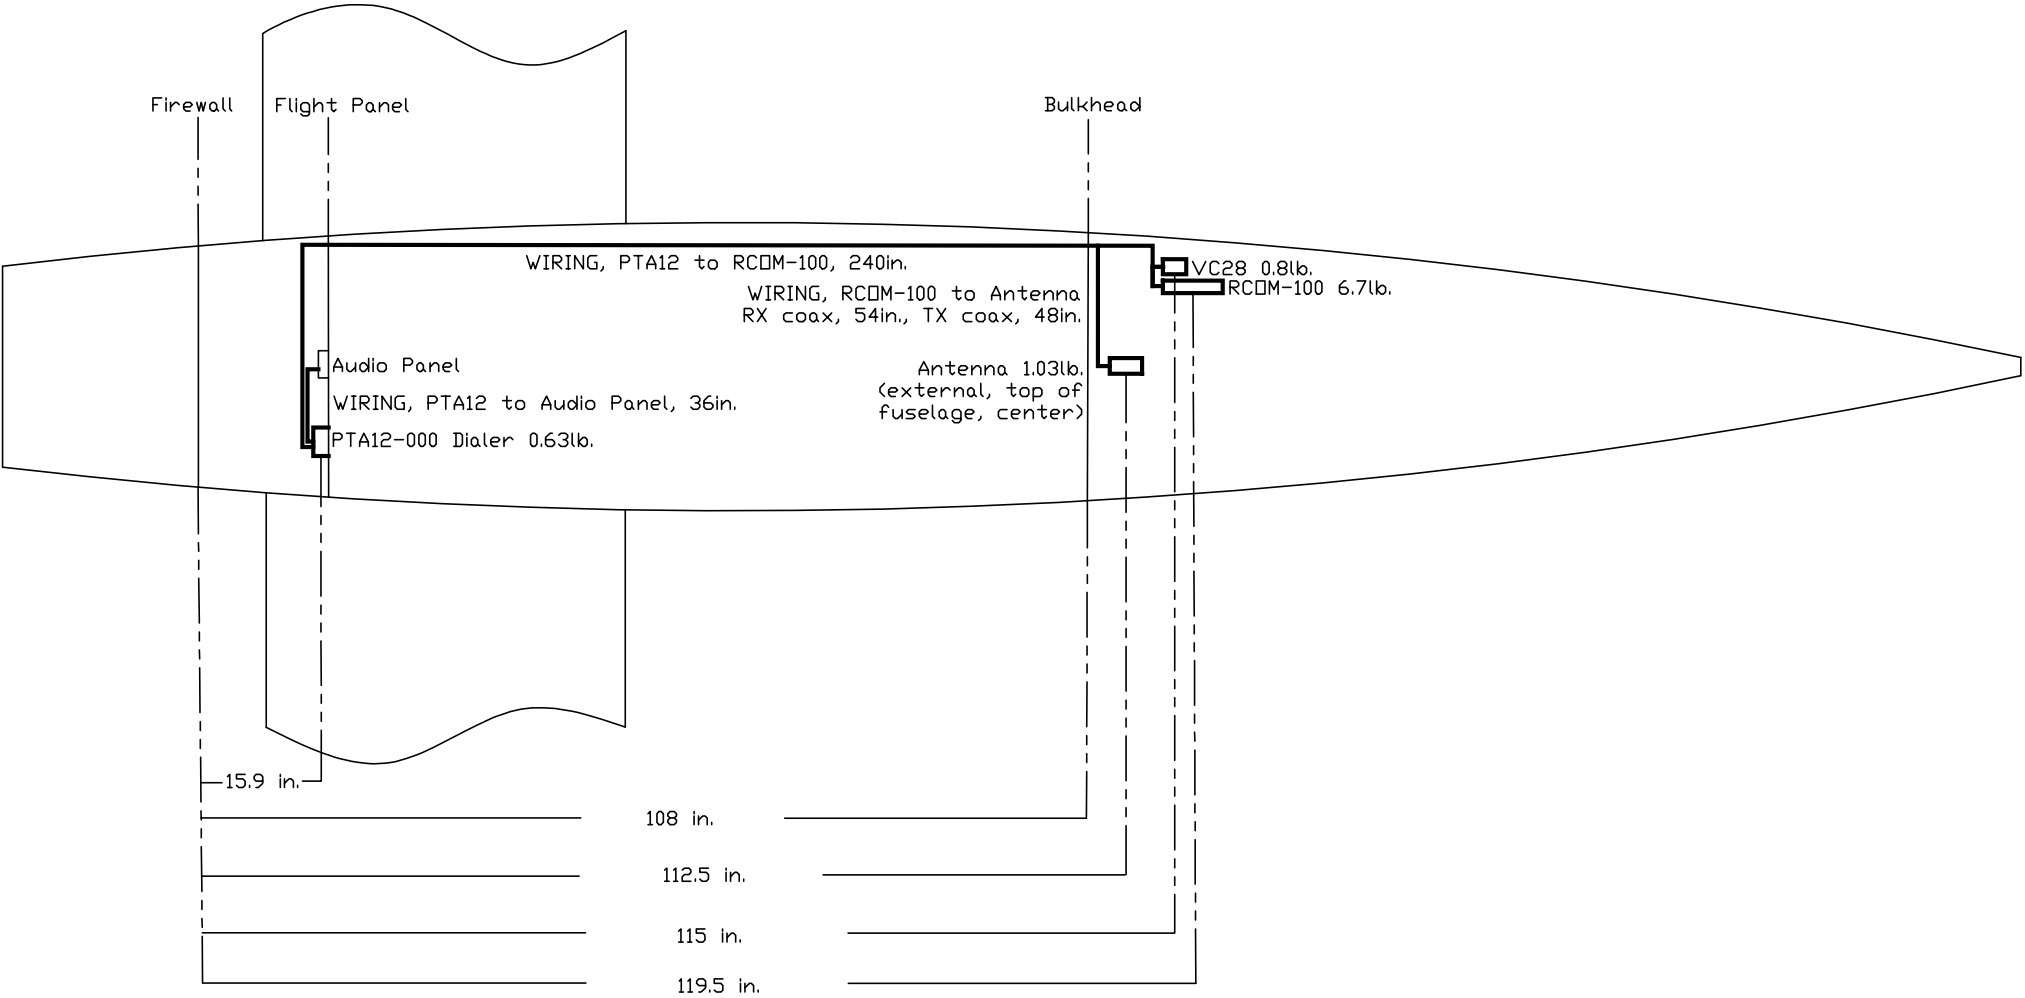 Firewall
Flight Panel
Bulkhead
WIRING, PTA12 to RCOM-100, 240in.
VC28 0.8lb.
RCOM-100 6.7lb.
WIRING, RCOM-100 to Antenna
RX coax, 54in., TX coax, 48in.
Audio Panel
Antenna 1.03lb.
(external, top of
fuselage, center)
WIRING, PTA12 to Audio Panel, 36in.
PTA12-000 Dialer 0.63lb.
15.9 in.
108 in.
112.5 in.
115 in.
119.5 in.